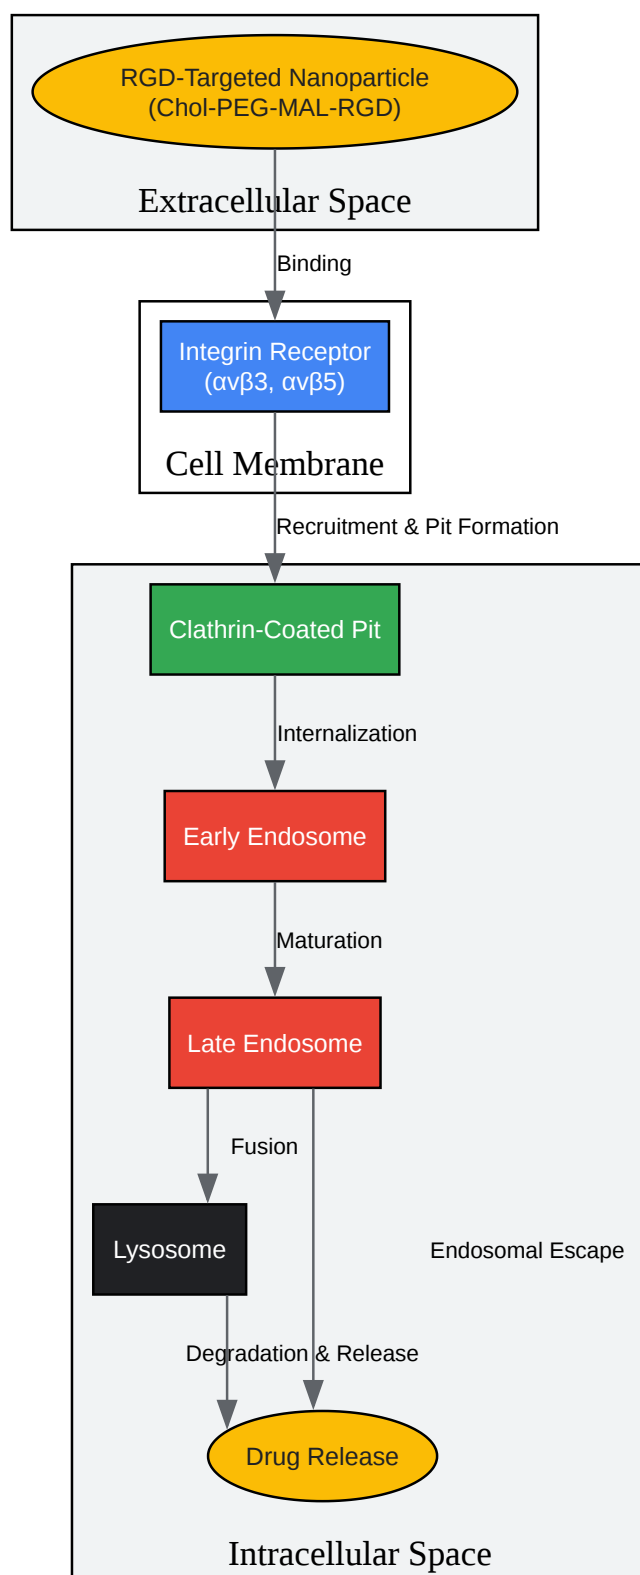 RGD-Targeted Nanoparticle
(Chol-PEG-MAL-RGD)
Extracellular Space
Binding
Integrin Receptor
(αvβ3, αvβ5)
Cell Membrane
Recruitment & Pit Formation
Clathrin-Coated Pit
Internalization
Early Endosome
Maturation
Late Endosome
Fusion
Lysosome
Endosomal Escape
Degradation & Release
Drug Release
Intracellular Space